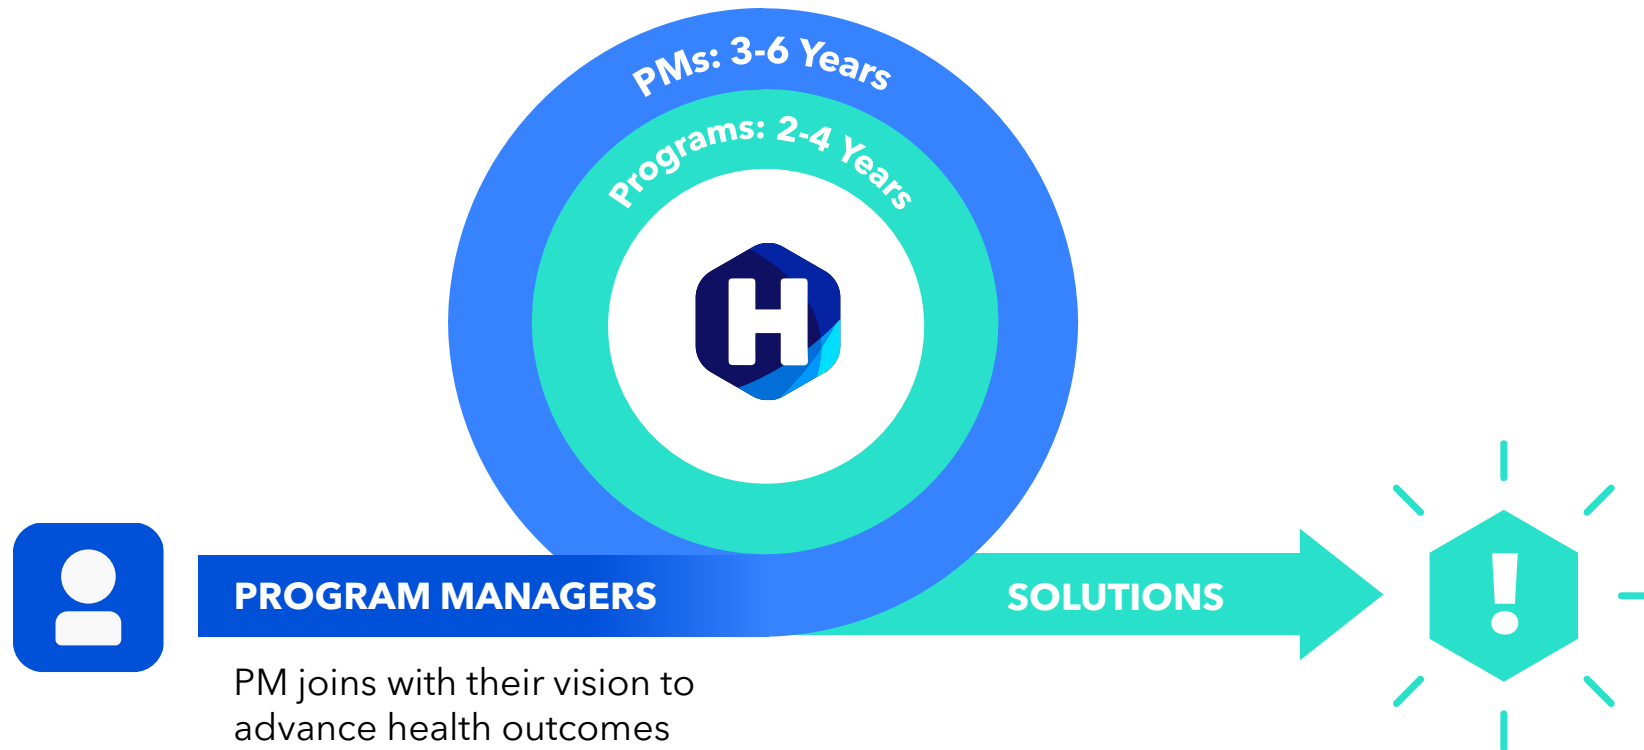 PMs: 3-6 Years
Programs: 2-4 Years
H
PROGRAM MANAGERS
SOLUTIONS
!
PM joins with their vision to
advance health outcomes